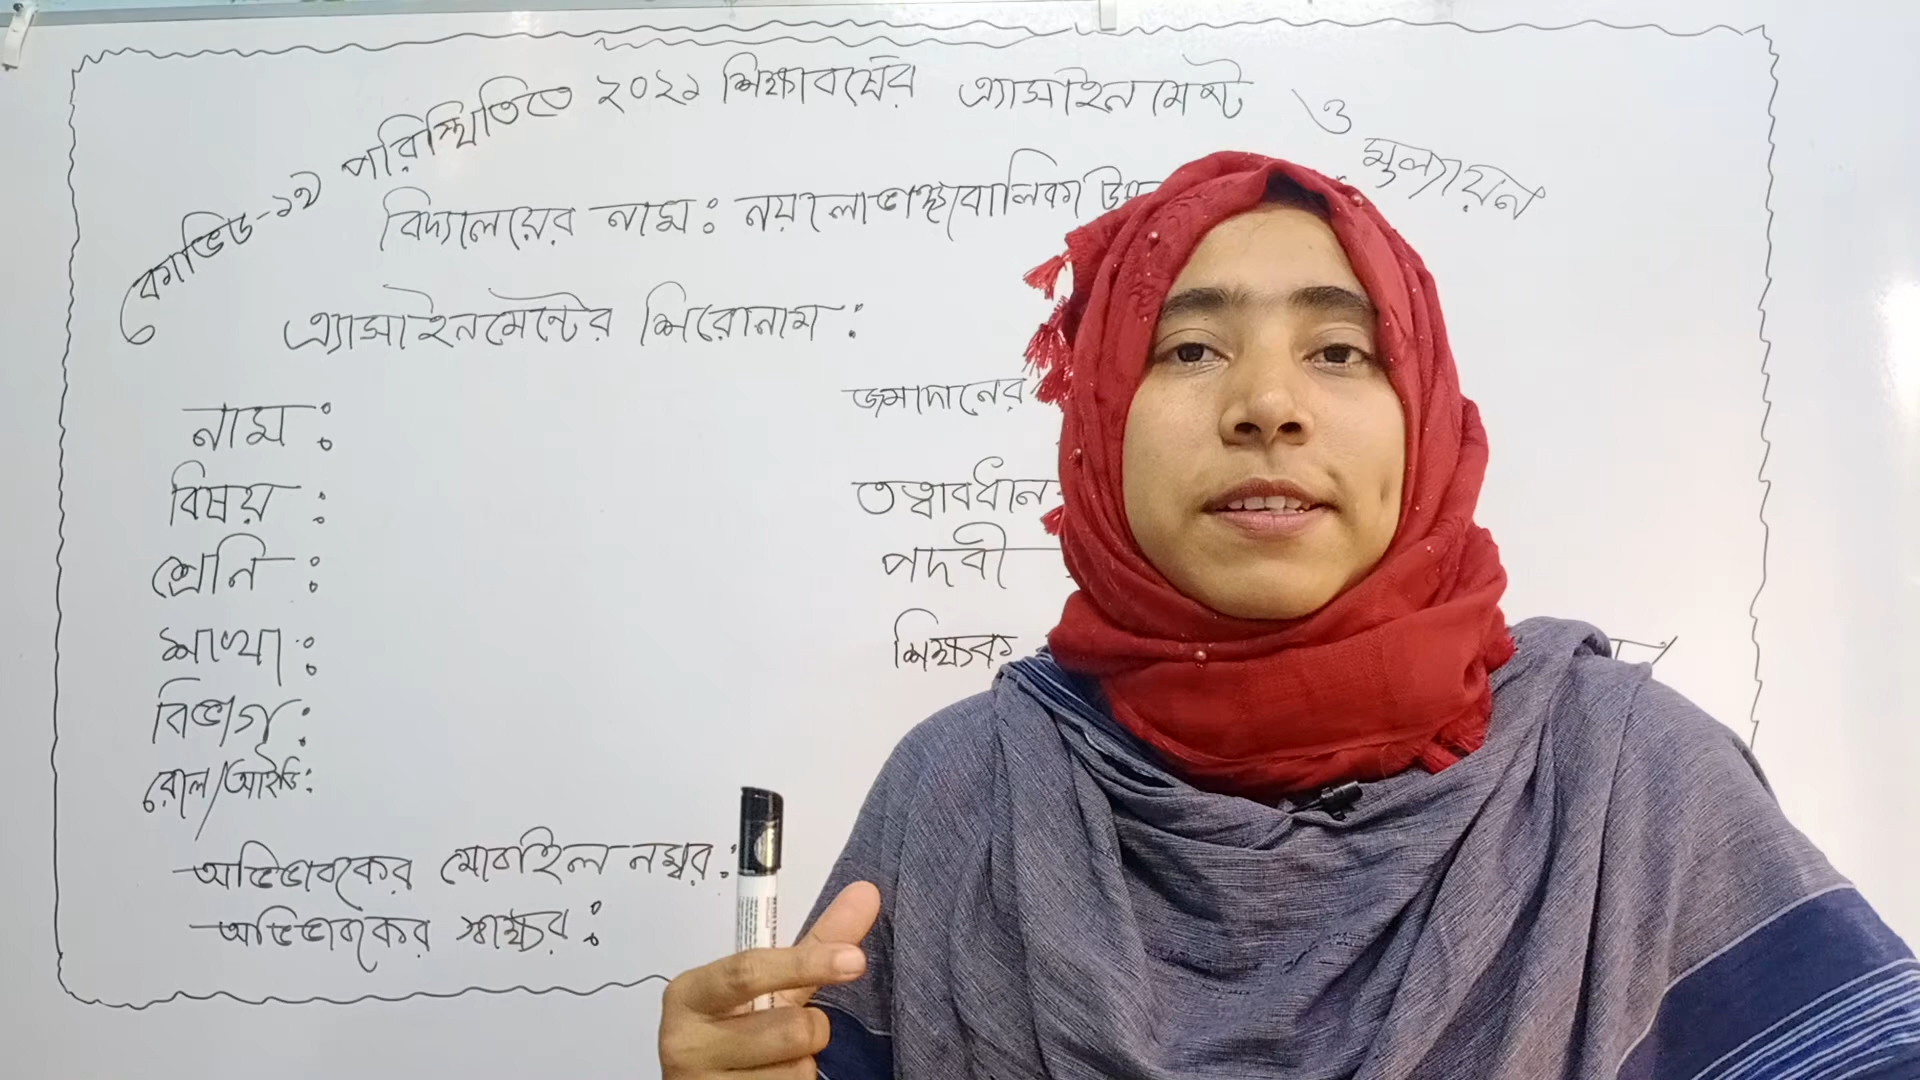 কোভিড-১৯ পরিস্থিতিতে ২০২১ শিক্ষাবর্ষের এ্যাসাইনমেন্ট ও মূল্যায়ন
বিদ্যালয়ের নাম: নয়লাভাঙ্গা বালিকা
এ্যাসাইনমেন্টের শিরোনাম:
নাম:
জমাদানের
বিষয়:
তত্বাবধান
শ্রেনি:
পদবী
শাখা:
শিক্ষক
বিভাগ:
রোল/আইডি:
অভিভাবকের মোবাইল নম্বর:
অভিভাবকের স্বাক্ষর: